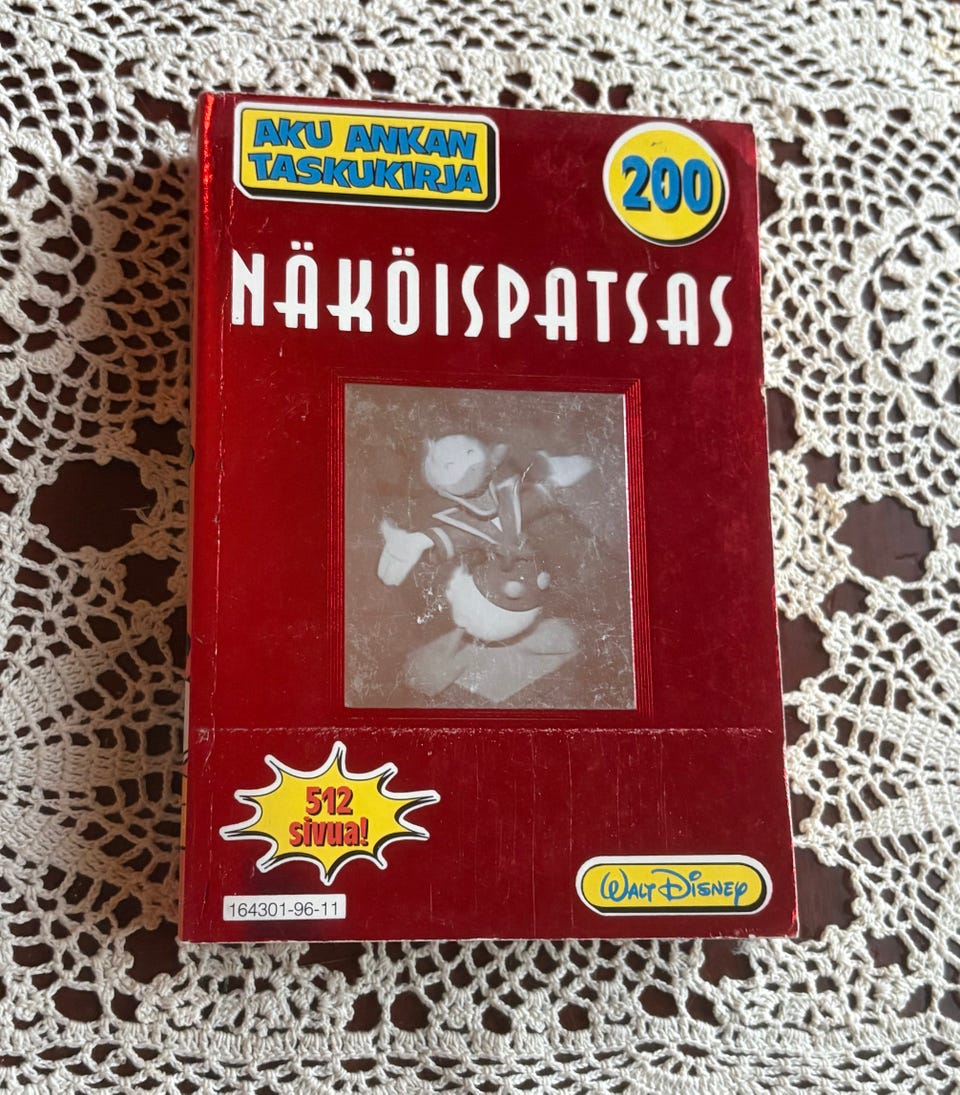 AKU ANKAN
TASKUKIRJA
200
NÄKÖISPATSAS
512
sivua!
164301-96-11
WALT DISNEY